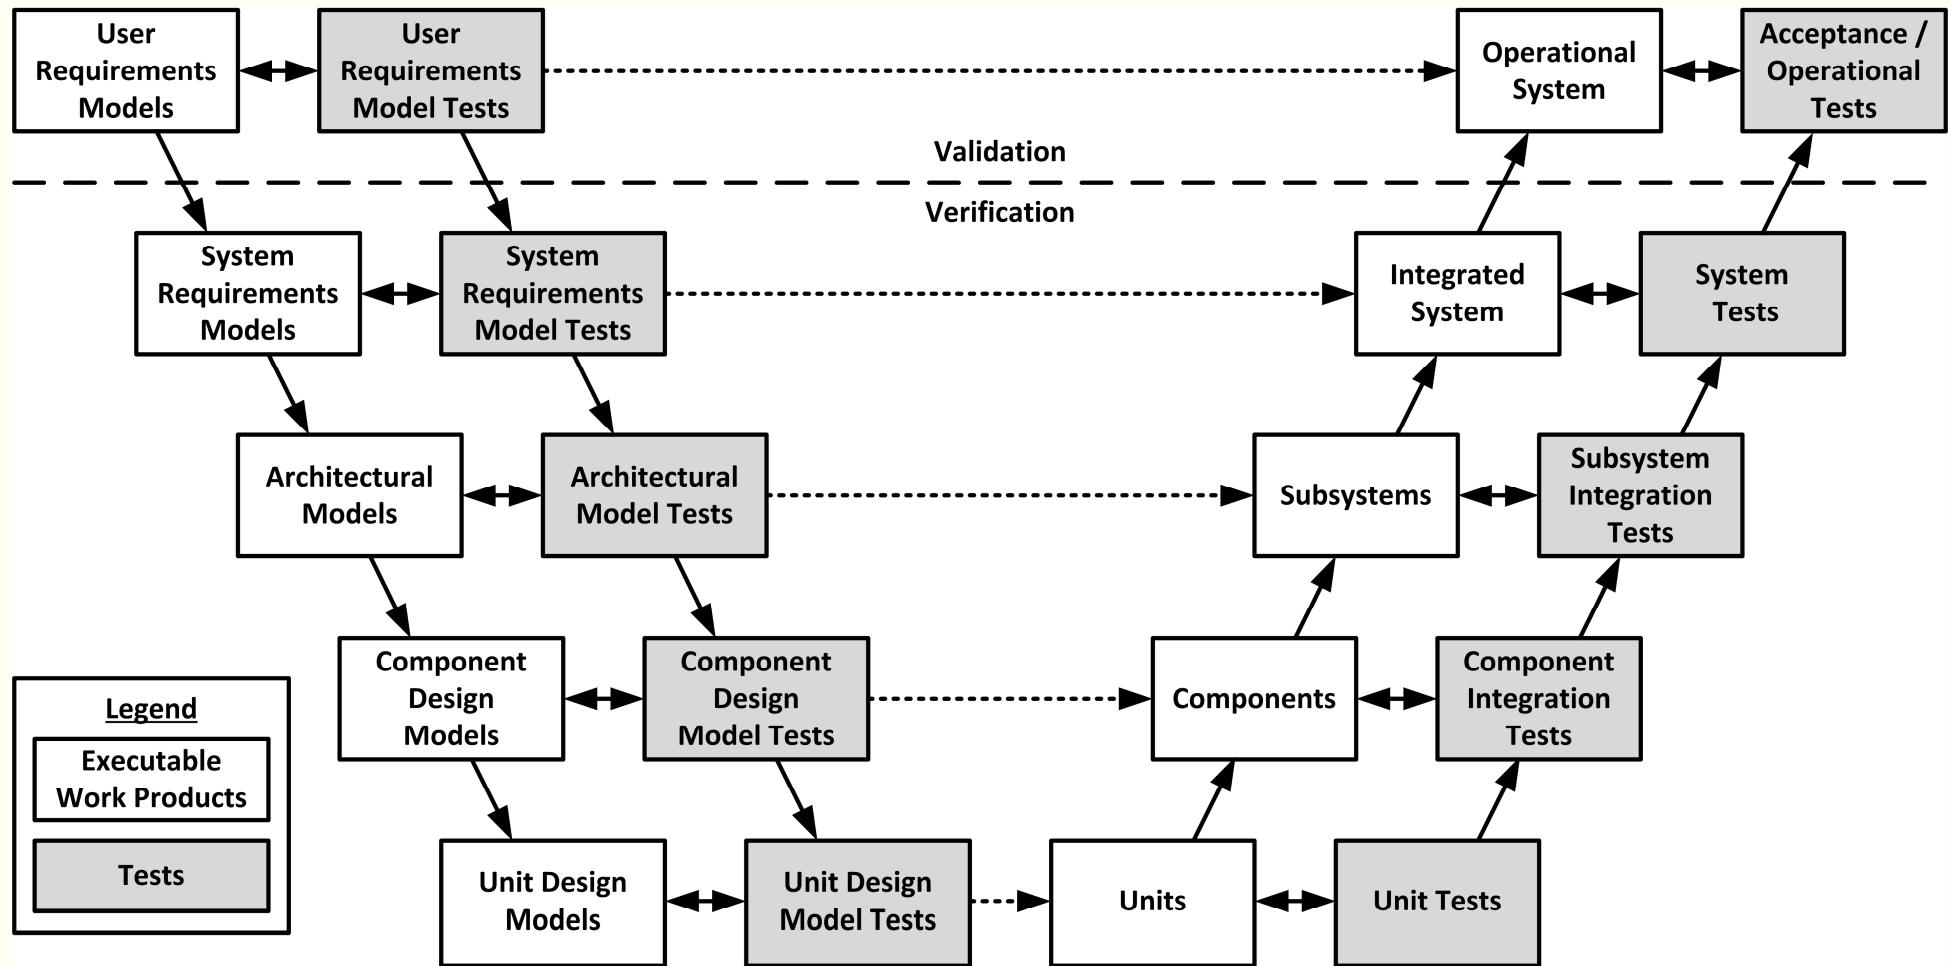 User
Requirements
Models
User
Requirements
Model Tests
Operational
System
Acceptance /
Operational
Tests
Validation
Verification
System
Requirements
Models
System
Requirements
Model Tests
Integrated
System
System
Tests
Architectural
Models
Architectural
Model Tests
Subsystems
Subsystem
Integration
Tests
Component
Design
Models
Component
Design
Model Tests
Components
Component
Integration
Tests
Legend
Executable
Work Products
Tests
Unit Design
Models
Unit Design
Model Tests
Units
Unit Tests